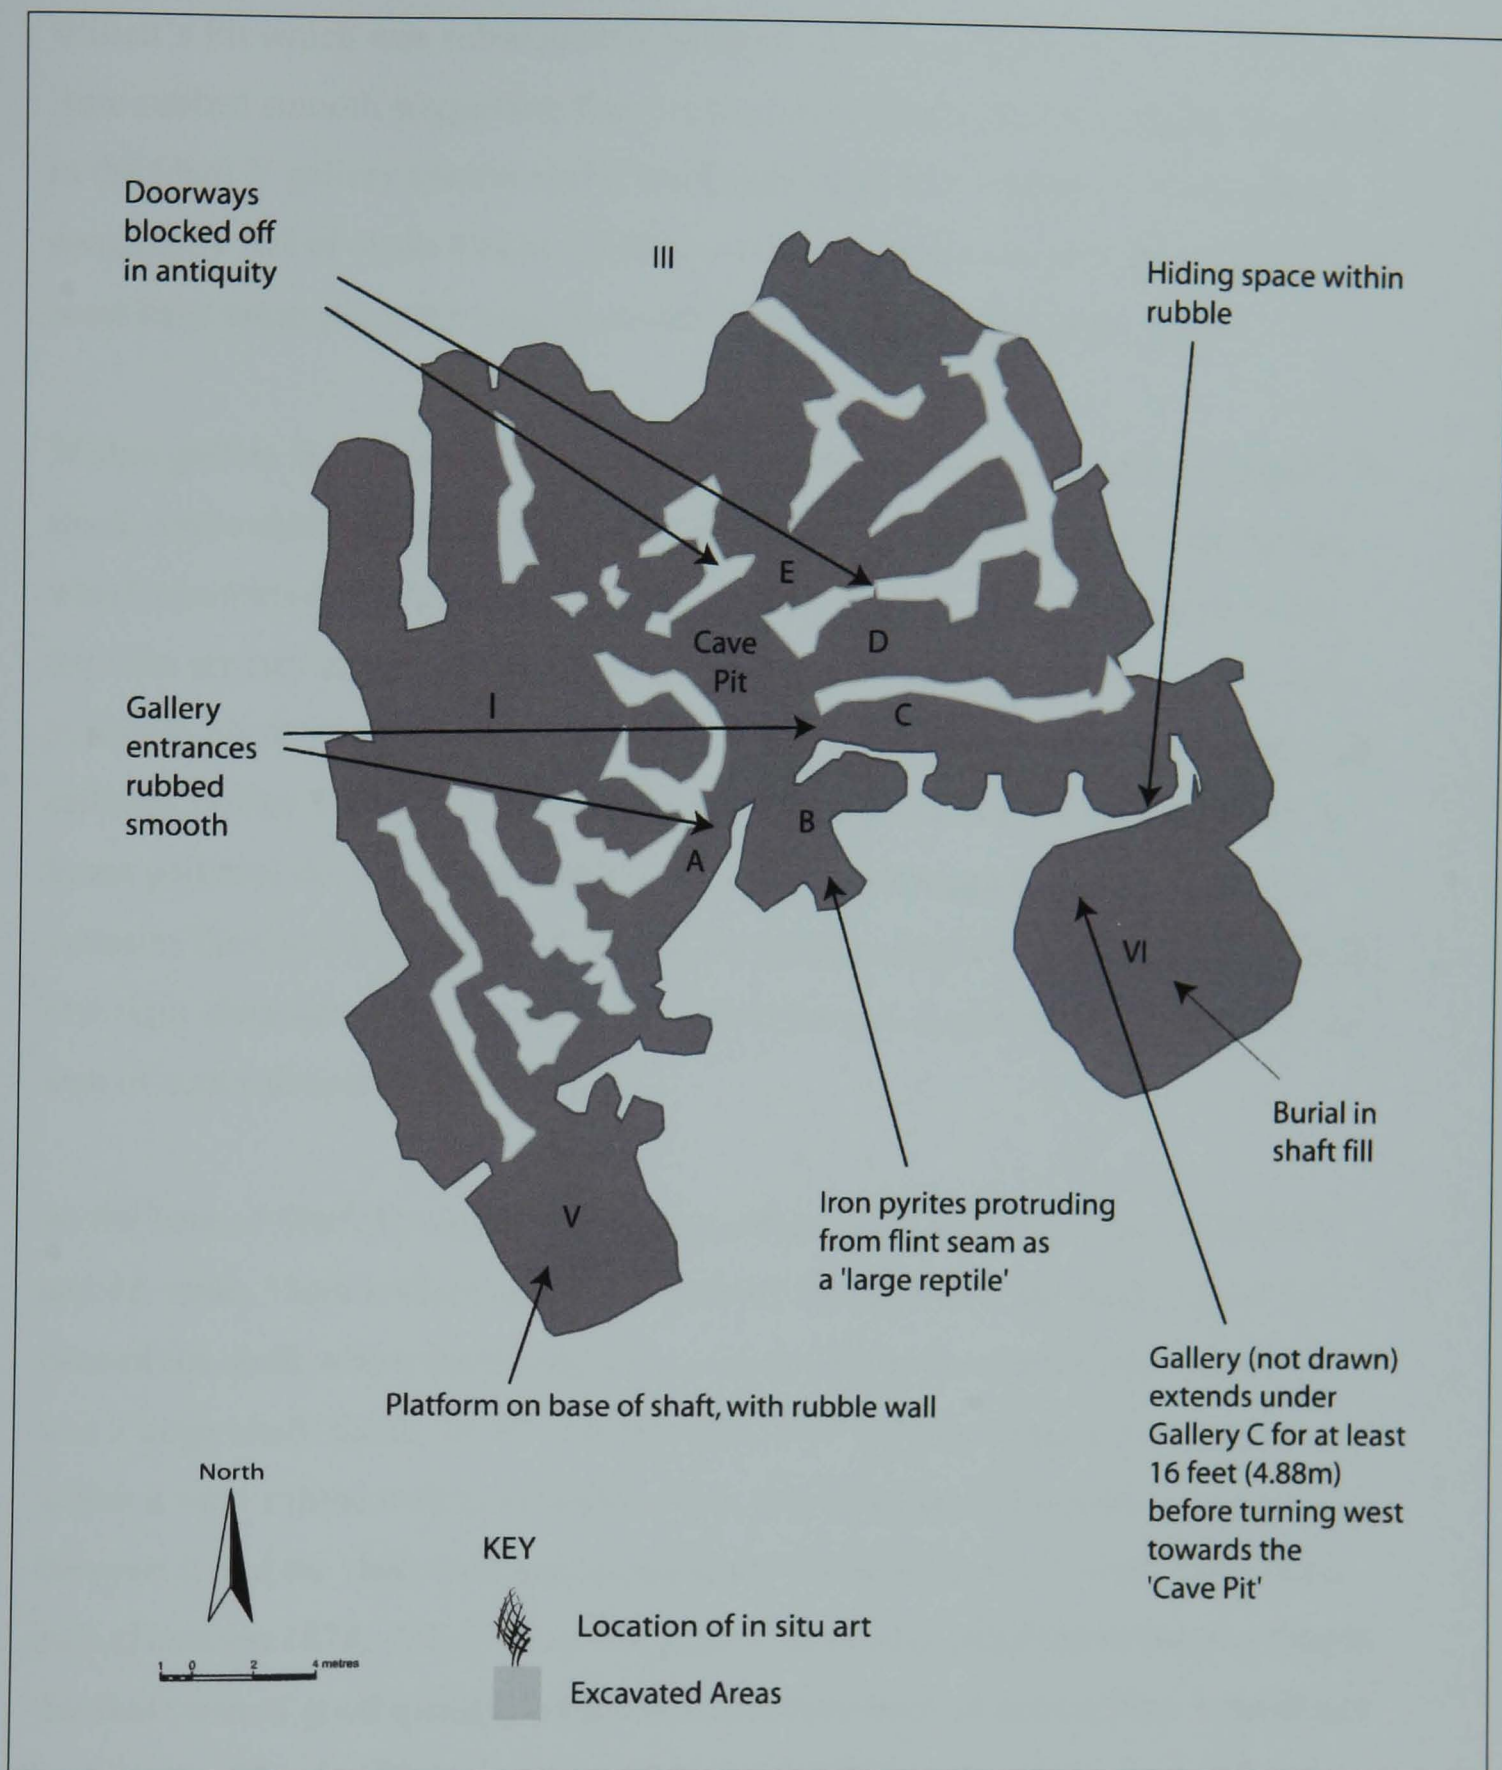 Doorways
blocked off
in antiquity
III
Hiding space within
rubble
E
Cave
Pit
D
Gallery
entrances
rubbed
smooth
I
C
B
A
VI
Burial in
shaft fill
Iron pyrites protruding
from flint seam as
a 'large reptile'
V
Platform on base of shaft, with rubble wall
Gallery (not drawn)
extends under
Gallery C for at least
16 feet (4.88m)
before turning west
towards the
'Cave Pit'
North
1 0 2 4 metres
KEY
Location of in situ art
Excavated Areas